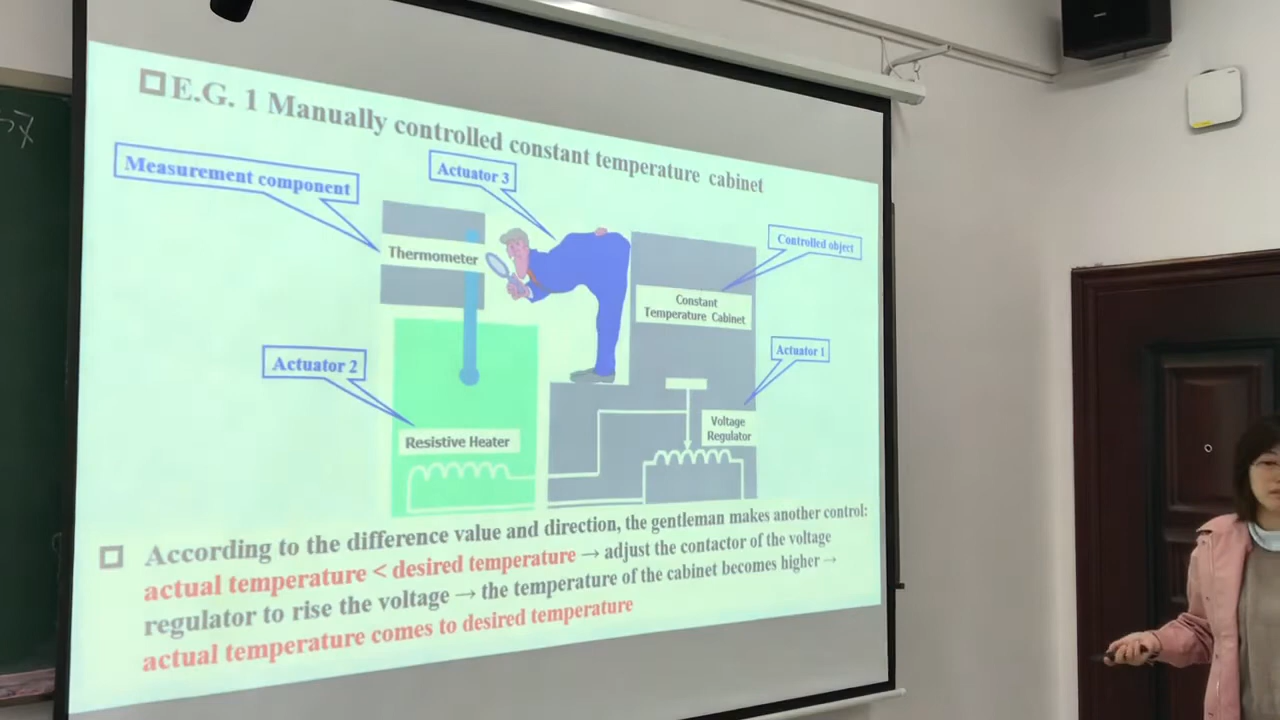 E.G. 1 Manually controlled constant temperature cabinet
Measurement component
Actuator 3
Thermometer
Controlled object
Constant
Temperature Cabinet
Actuator 2
Actuator 1
Voltage
Regulator
Resistive Heater
According to the difference value and direction, the gentleman makes another control:
actual temperature < desired temperature → adjust the contactor of the voltage
regulator to rise the voltage → the temperature of the cabinet becomes higher →
actual temperature comes to desired temperature